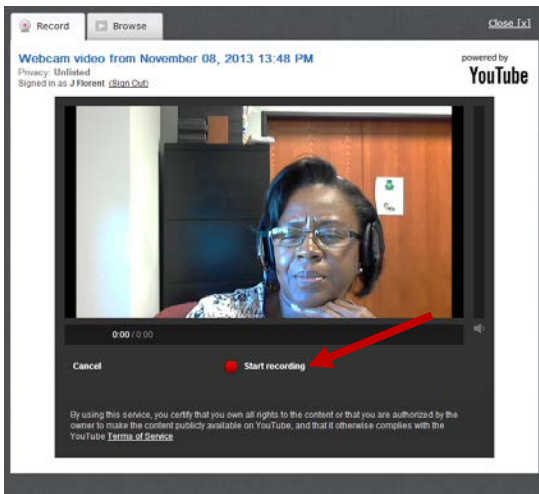 Record
Browse
Close [x]
Webcam video from November 08, 2013 13:48 PM
Privacy: Unlisted
Signed in as J Florent (Sign Out)
powered by
YouTube
0:00 / 0:00
Cancel
Start recording
By using this service, you certify that you own all rights to the content or that you are authorized by the
owner to make the content publicly available on YouTube, and that it otherwise complies with the
YouTube Terms of Service